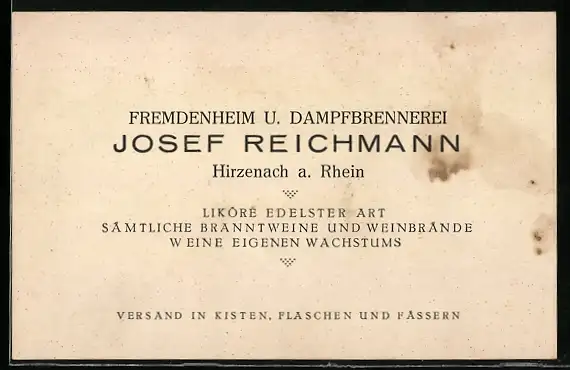 FREMDENHEIM U. DAMPFBRENNEREI
JOSEF REICHMANN
Hirzenach a. Rhein
LIKÖRE EDELSTER ART
SÄMTLICHE BRANNTWEINE UND WEINBRÄNDE
WEINE EIGENEN WACHSTUMS
VERSAND IN KISTEN, FLASCHEN UND FÄSSERN